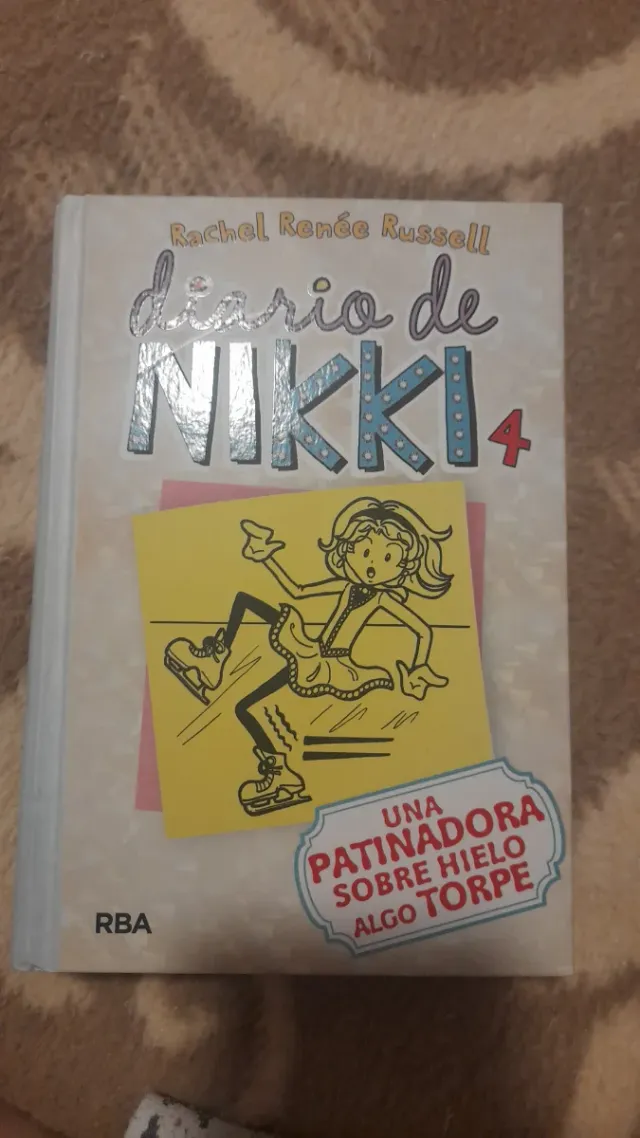 Rachel Renée Russell
diario de
NIKKI 4
UNA
PATINADORA
SOBRE HIELO
ALGO TORPE
RBA